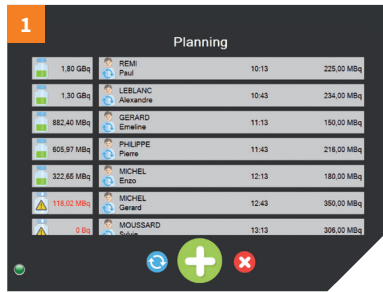 1
Planning
1,80 GBq REMI Paul 10:13 225,00 MBq
1,30 GBq LEBLANC Alexandre 10:43 234,00 MBq
882,40 MBq GERARD Emeline 11:13 150,00 MBq
605,97 MBq PHILIPPE Pierre 11:43 216,00 MBq
322,65 MBq MICHEL Enzo 12:13 180,00 MBq
118,02 MBq MICHEL Gerard 12:43 350,00 MBq
0 Bq MOUSSARD Sylvie 13:13 306,00 MBq